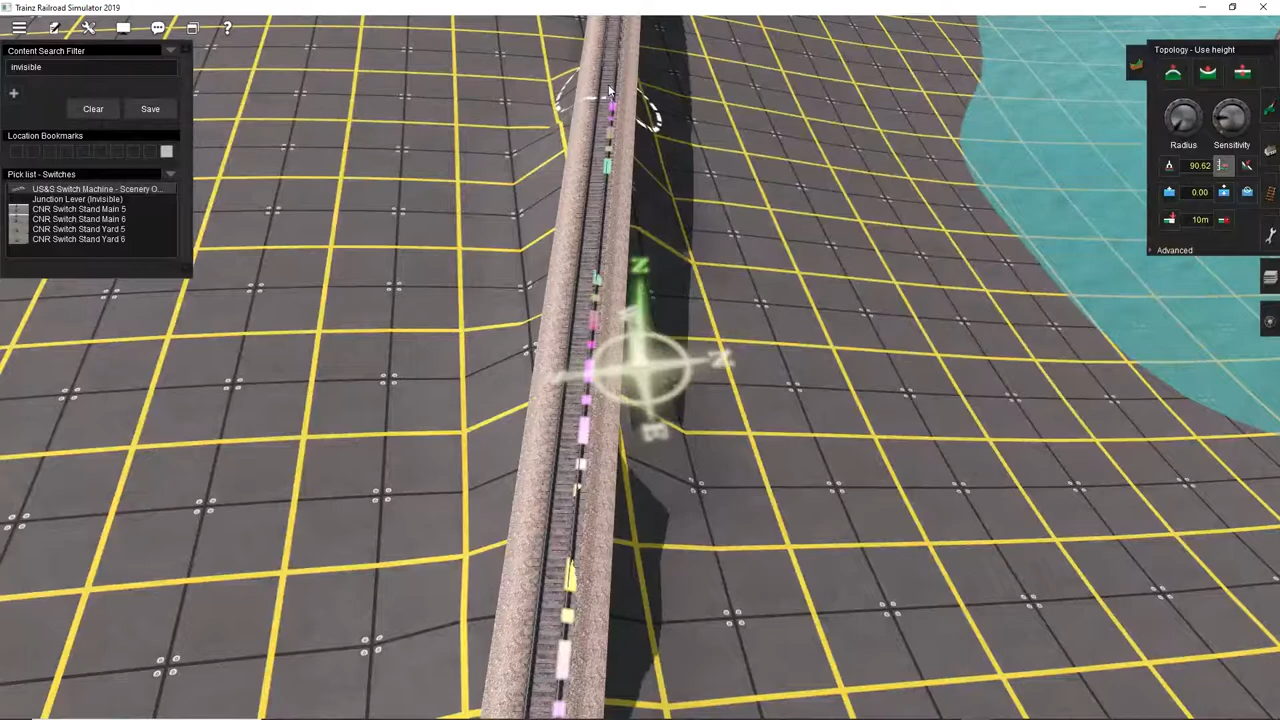 Trainz Railroad Simulator 2019
?
Content Search Filter
invisible
Clear
Save
Location Bookmarks
Pick list - Switches
US&S Switch Machine - Scenery O...
Junction Level (Invisible)
CNR Switch Stand Main 5
CNR Switch Stand Main 6
CNR Switch Stand Yard 5
CNR Switch Stand Yard 6
Topology - Use height
Radius
Sensitivity
90.62
0.00
10m
Advanced
N
N
E